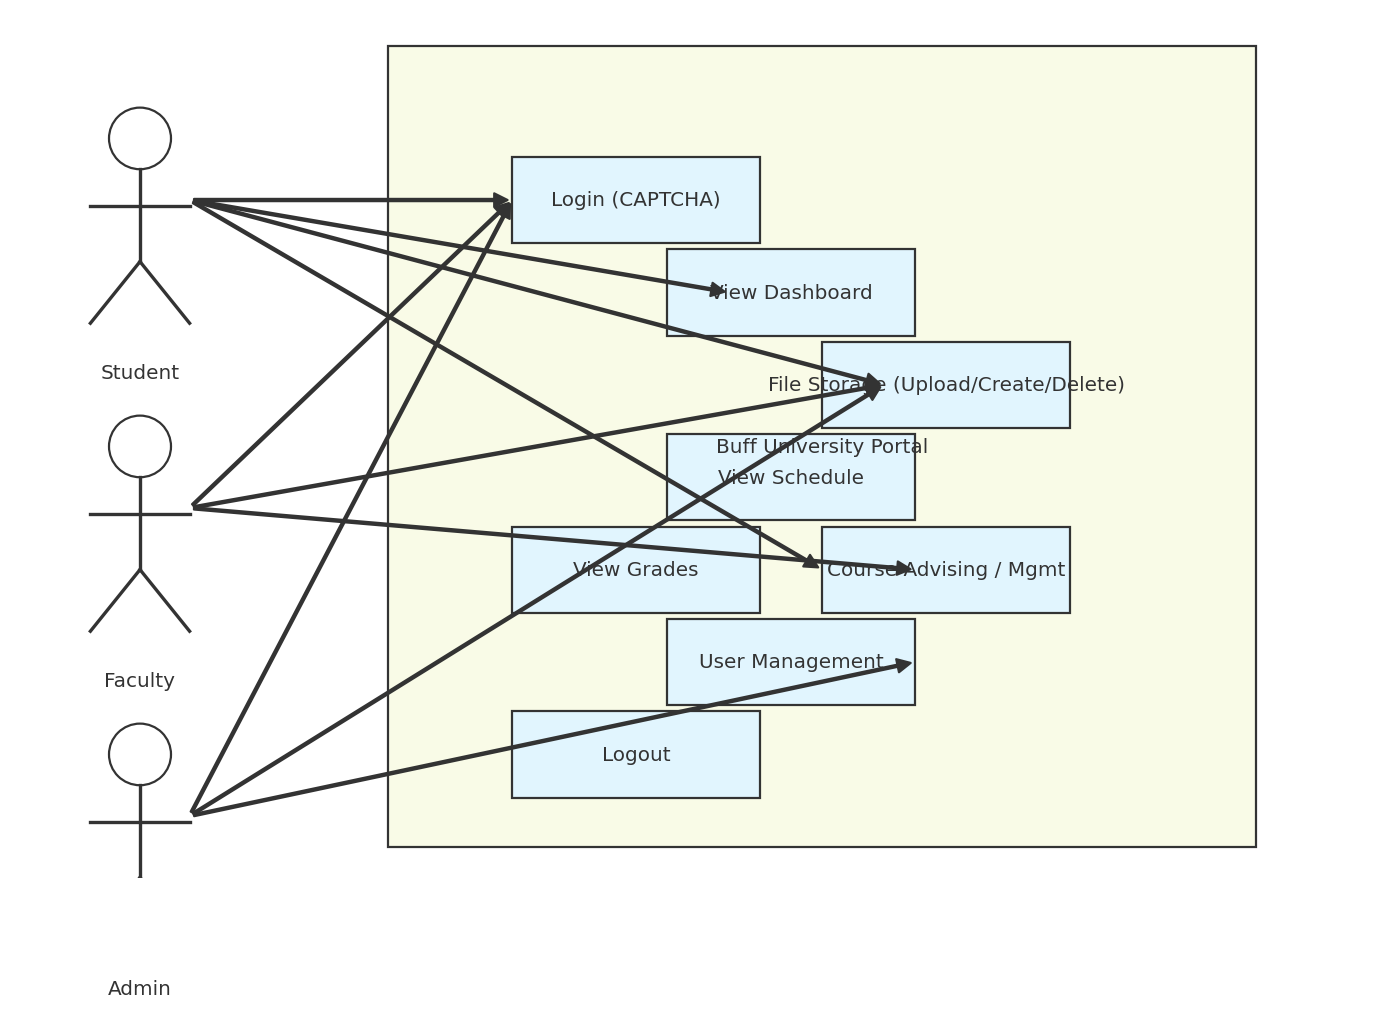 Login (CAPTCHA)
View Dashboard
Student
File Storage (Upload/Create/Delete)
Buff University Portal
View Schedule
View Grades
Course Advising / Mgmt
User Management
Faculty
Logout
Admin